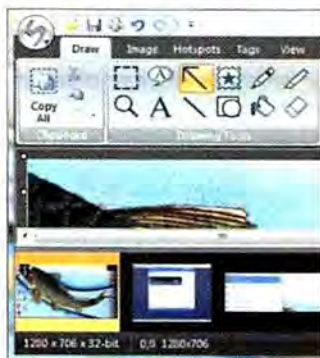 Draw Image Hotspots Tags View
Copy
All
Clipboard Drawing Tools
1280 x 706 x 32-bit 0,0 1280x706